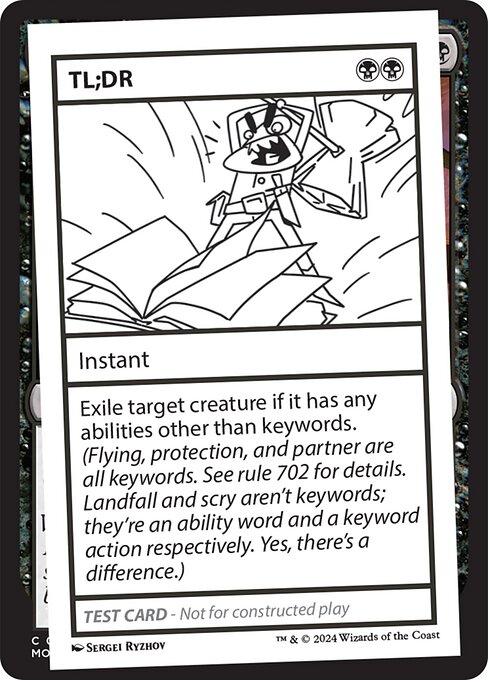 TL;DR
Instant
Exile target creature if it has any
abilities other than keywords.
(Flying, protection, and partner are
all keywords. See rule 702 for details.
Landfall and scry aren't keywords;
they're an ability word and a keyword
action respectively. Yes, there's a
difference.)
TEST CARD - Not for constructed play
SERGEI RYZHOV
™ & © 2024 Wizards of the Coast